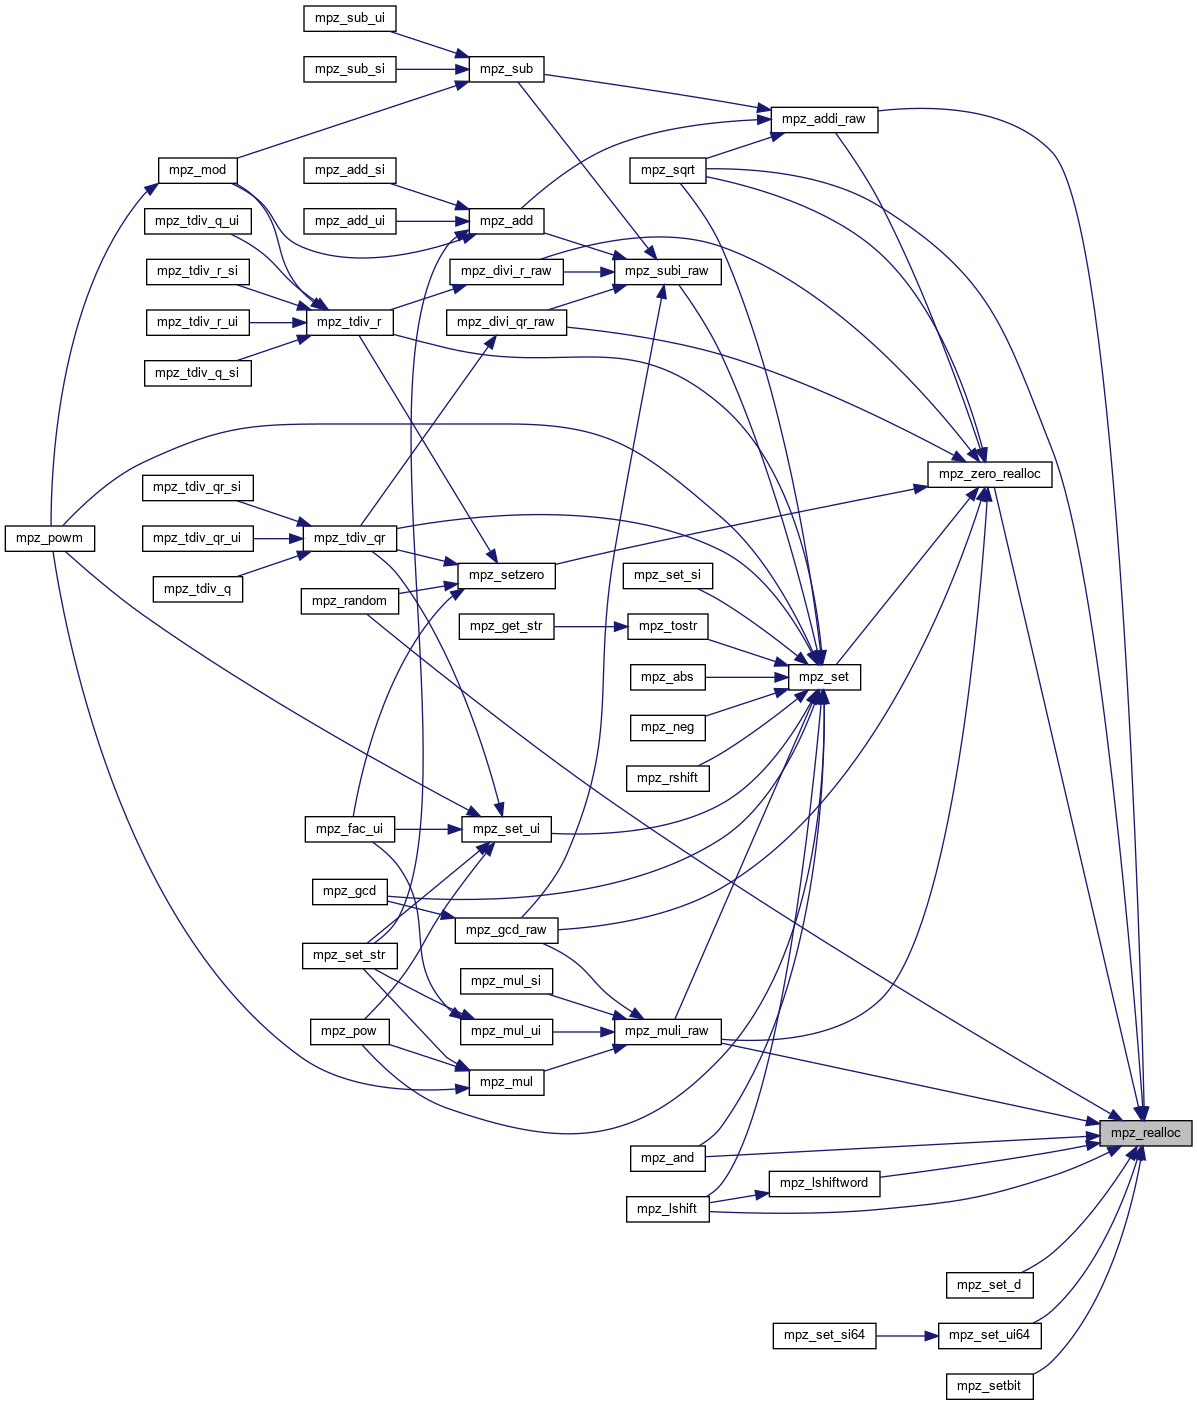 mpz_sub_ui
mpz_sub_si
mpz_sub
mpz_addi_raw
mpz_mod
mpz_add_si
mpz_sqrt
mpz_tdiv_q_ui
mpz_add_ui
mpz_add
mpz_tdiv_r_si
mpz_divi_r_raw
mpz_subi_raw
mpz_tdiv_r_ui
mpz_tdiv_r
mpz_divi_qr_raw
mpz_tdiv_q_si
mpz_zero_realloc
mpz_tdiv_qr_si
mpz_powm
mpz_tdiv_qr_ui
mpz_tdiv_qr
mpz_tdiv_q
mpz_setzero
mpz_set_si
mpz_random
mpz_get_str
mpz_tostr
mpz_abs
mpz_set
mpz_neg
mpz_rshift
mpz_fac_ui
mpz_set_ui
mpz_gcd
mpz_gcd_raw
mpz_set_str
mpz_mul_si
mpz_pow
mpz_mul_ui
mpz_muli_raw
mpz_mul
mpz_realloc
mpz_and
mpz_lshiftword
mpz_lshift
mpz_set_d
mpz_set_si64
mpz_set_ui64
mpz_setbit